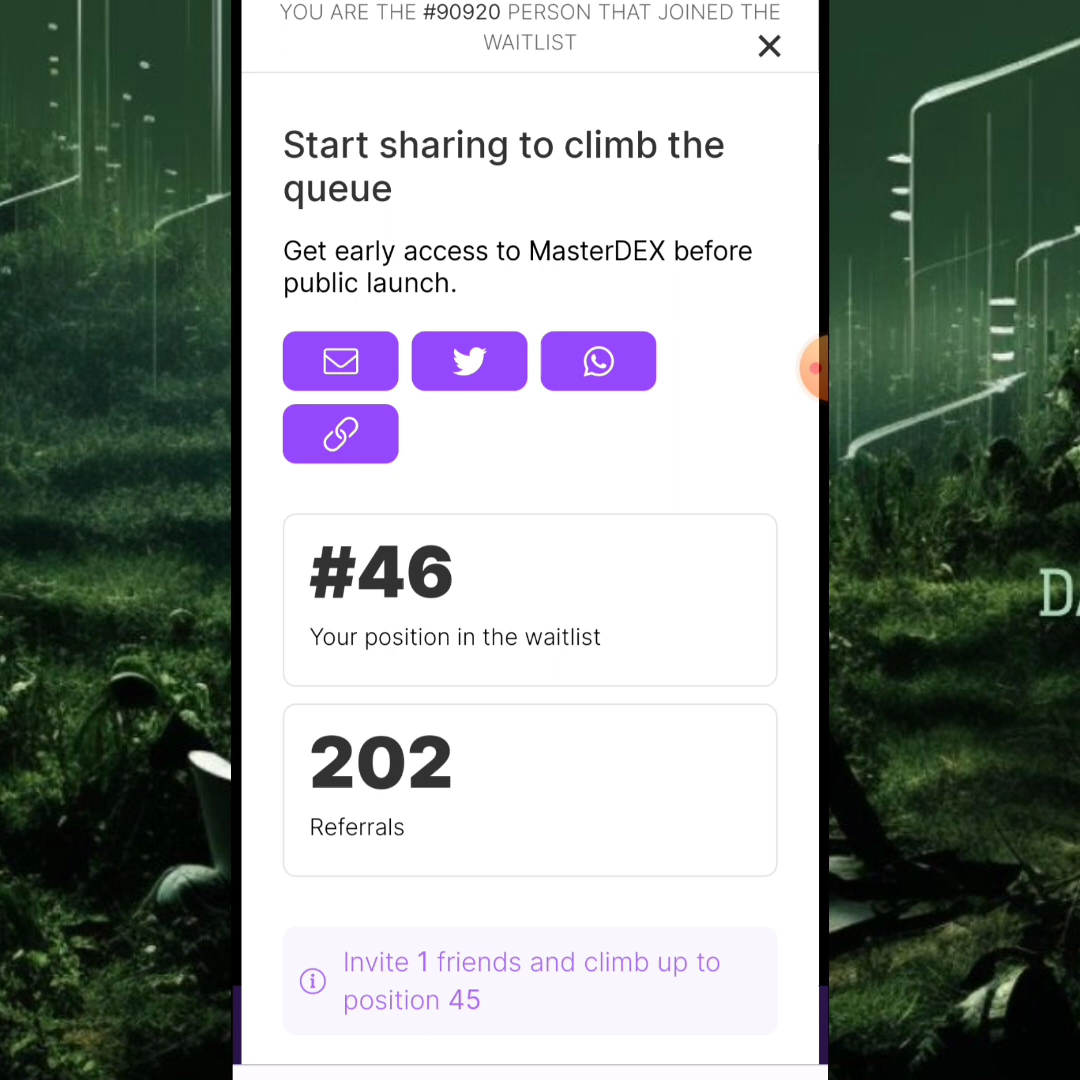 YOU ARE THE #90920 PERSON THAT JOINED THE
WAITLIST
Start sharing to climb the
queue
Get early access to MasterDEX before
public launch.
#46
Your position in the waitlist
202
Referrals
Invite 1 friends and climb up to
position 45